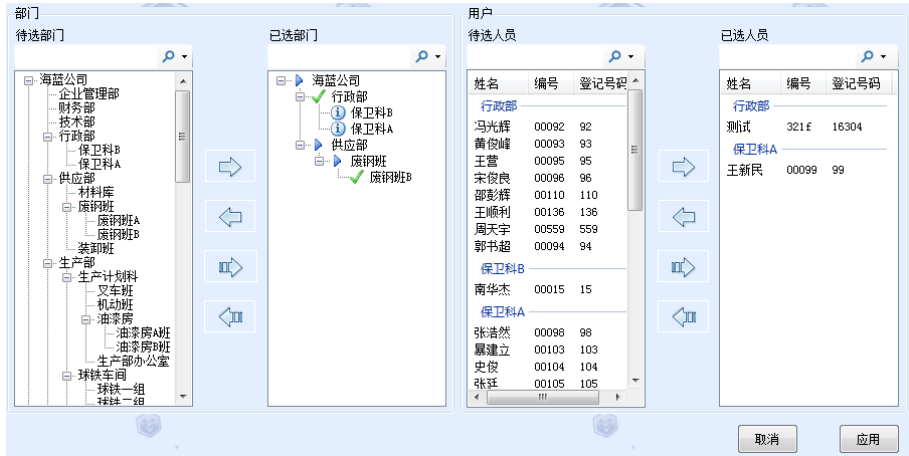 部门
待选部门
海蓝公司
企业管理部
财务部
技术部
行政部
保卫科B
保卫科A
供应部
材料库
废钢班
废钢班A
废钢班B
装卸班
生产部
生产计划科
叉车班
机动班
油漆房
油漆房A班
油漆房B班
生产部办公室
球铁车间
球铁一组
球铁二组
已选部门
海蓝公司
行政部
保卫科B
保卫科A
供应部
废钢班
废钢班B
用户
待选人员
姓名 编号 登记号码
行政部
冯光辉 00092 92
黄俊峰 00093 93
王营 00095 95
宋俊良 00096 96
邵彭辉 00110 110
王顺利 00136 136
周天宇 00559 559
郭书超 00094 94
保卫科B
南华杰 00015 15
保卫科A
张浩然 00098 98
暴建立 00103 103
史俊 00104 104
张廷 00105 105
已选人员
姓名 编号 登记号码
行政部
测试 321f 16304
保卫科A
王新民 00099 99
取消 应用